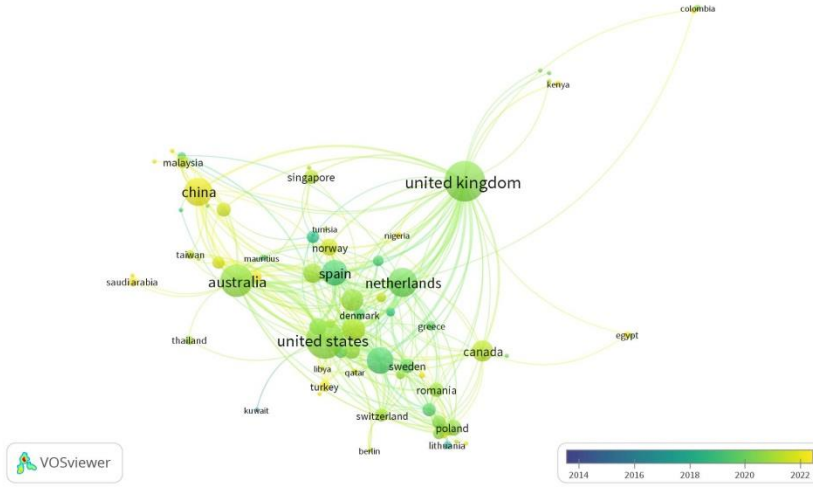 colombia
kenya
malaysia
singapore
united kingdom
china
tunisia
nigeria
norway
taiwan
mauritius
spain
saudi arabia
australia
netherlands
denmark
greece
egypt
thailand
united states
canada
libya
qatar
sweden
turkey
romania
kuwait
switzerland
poland
lithuania
berlin
VOSviewer
2014 2016 2018 2020 2022